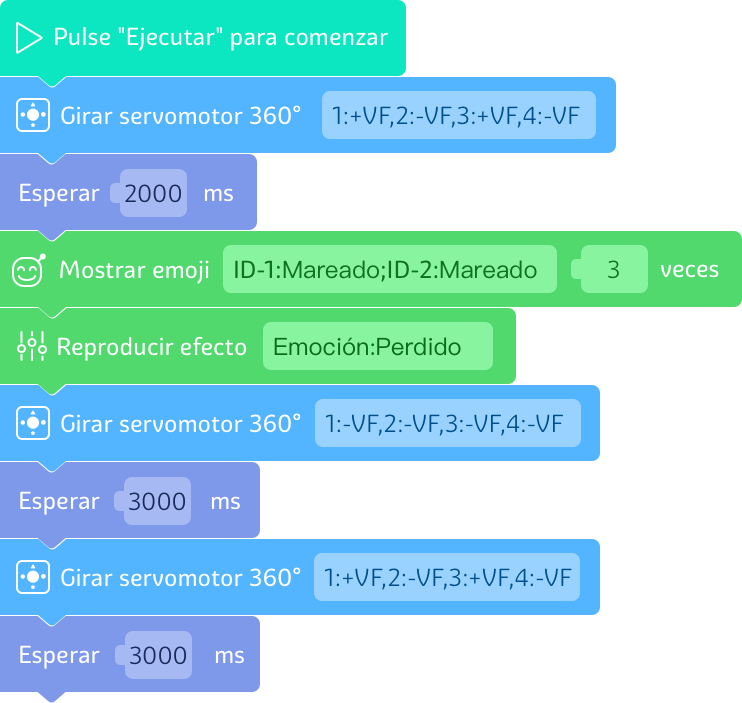 Pulse "Ejecutar" para comenzar
Girar servomotor 360° 1:+VF,2:-VF,3:+VF,4:-VF
Esperar 2000 ms
Mostrar emoji ID-1:Mareado;ID-2:Mareado 3 veces
Reproducir efecto Emoción:Perdido
Girar servomotor 360° 1:-VF,2:-VF,3:-VF,4:-VF
Esperar 3000 ms
Girar servomotor 360° 1:+VF,2:-VF,3:+VF,4:-VF
Esperar 3000 ms